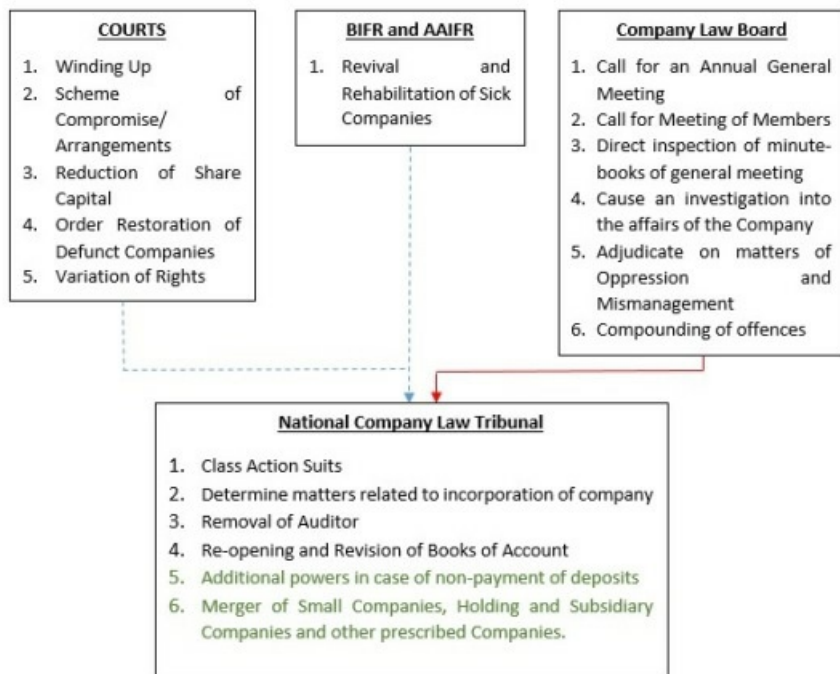 COURTS
1. Winding Up
2. Scheme of
Compromise/
Arrangements
3. Reduction of Share
Capital
4. Order Restoration of
Defunct Companies
5. Variation of Rights
BIFR and AAIFR
1. Revival and
Rehabilitation of Sick
Companies
Company Law Board
1. Call for an Annual General
Meeting
2. Call for Meeting of Members
3. Direct inspection of minute-
books of general meeting
4. Cause an investigation into
the affairs of the Company
5. Adjudicate on matters of
Oppression and
Mismanagement
6. Compounding of offences
National Company Law Tribunal
1. Class Action Suits
2. Determine matters related to incorporation of company
3. Removal of Auditor
4. Re-opening and Revision of Books of Account
5. Additional powers in case of non-payment of deposits
6. Merger of Small Companies, Holding and Subsidiary
Companies and other prescribed Companies.